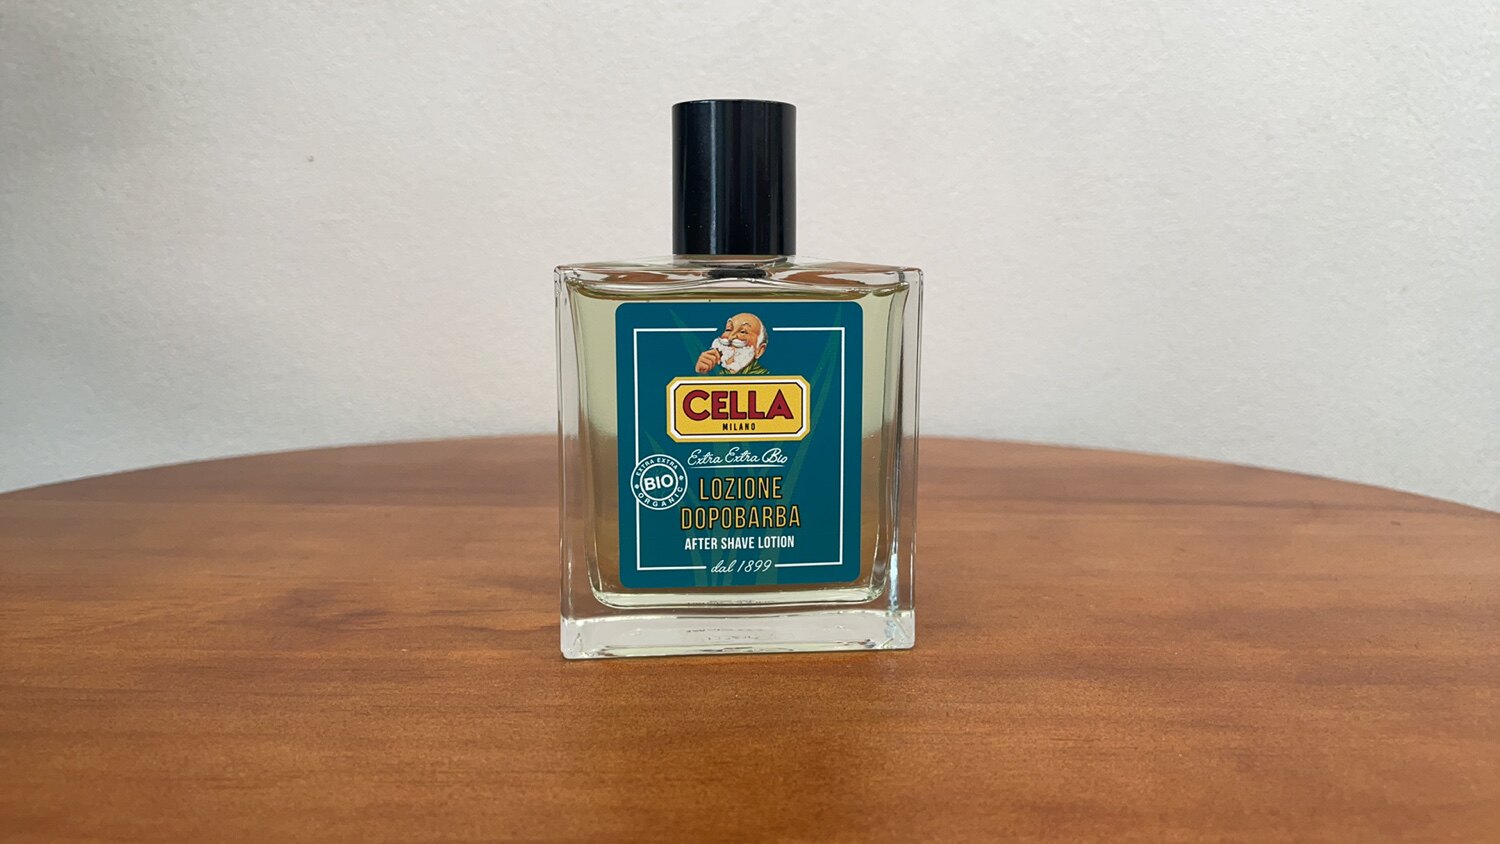 CELLA
MILANO
Extra Extra Bio
EXTRA EXTRA
BIO
ORGANIC
LOZIONE
DOPOBARBA
AFTER SHAVE LOTION
dal 1899